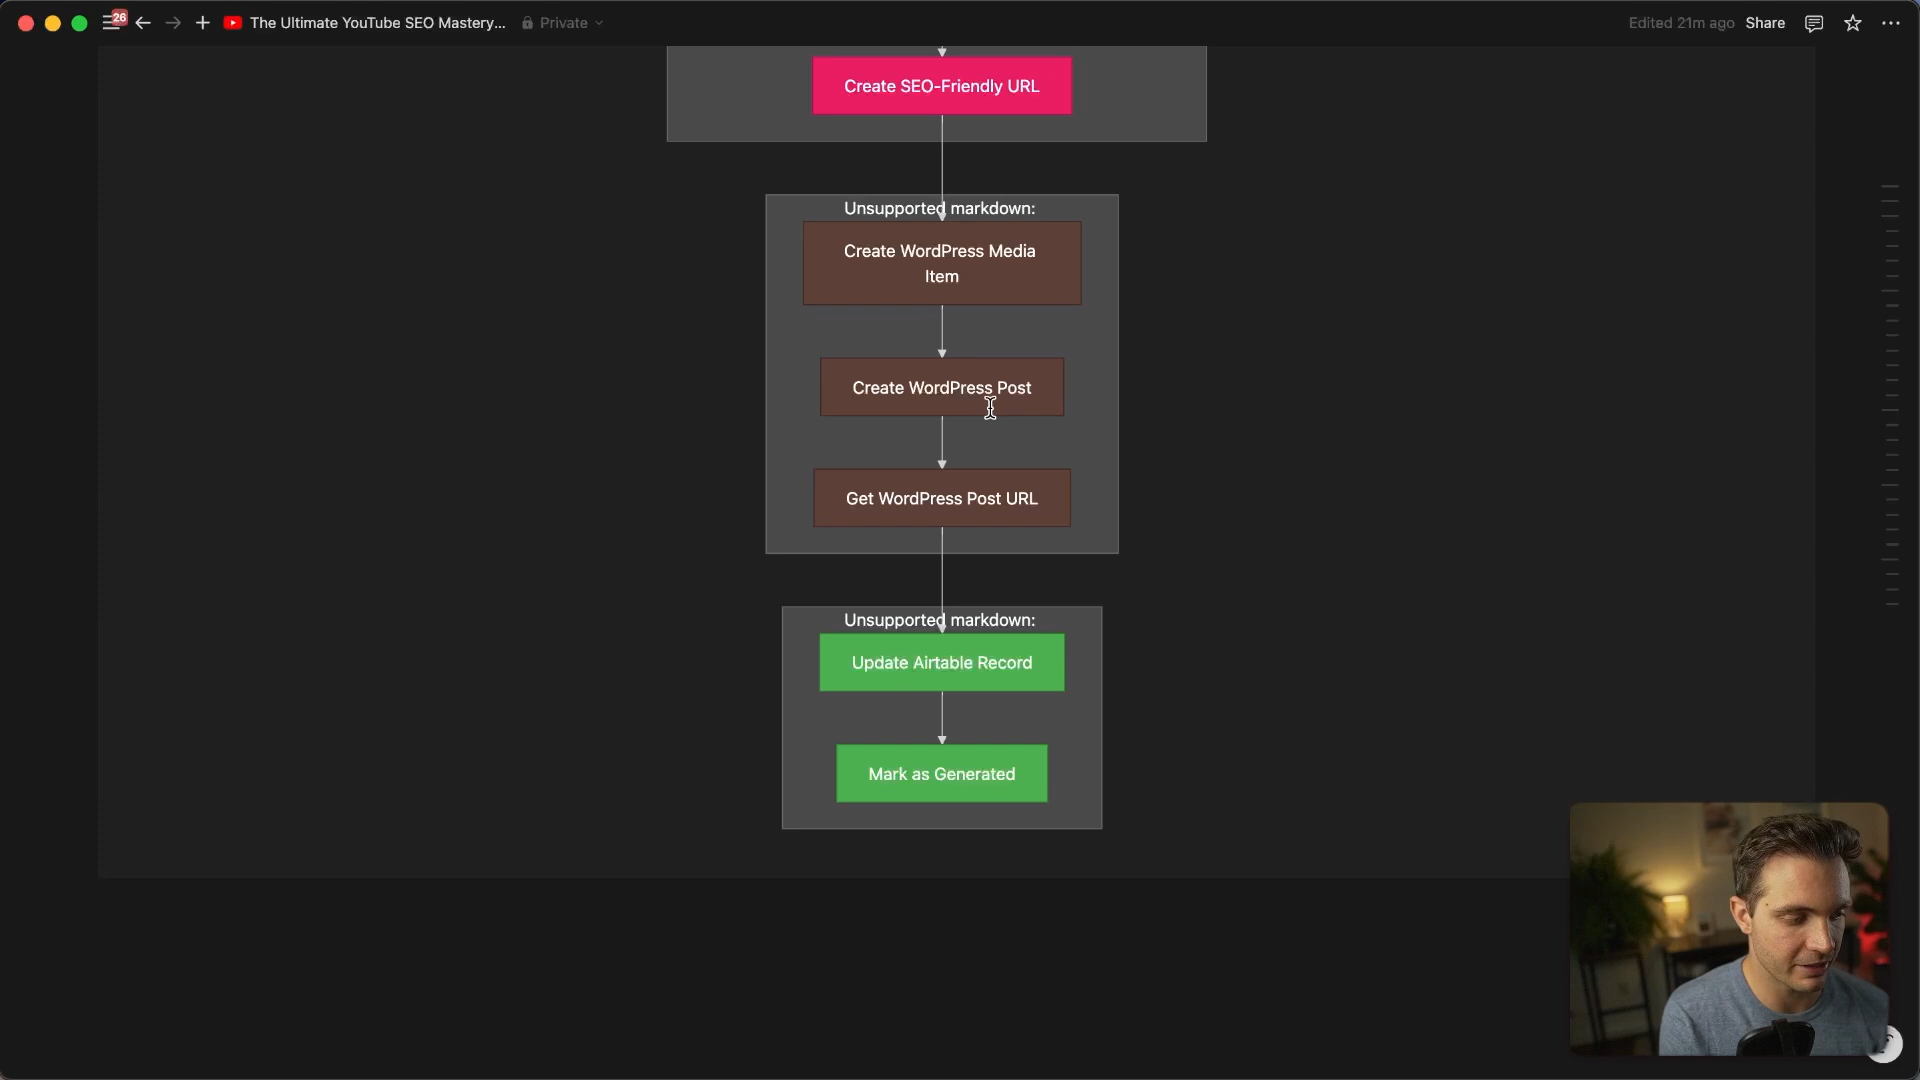 26
The Ultimate YouTube SEO Mastery...
Private
Edited 21m ago
Share
Create SEO-Friendly URL
Unsupported markdown:
Create WordPress Media
Item
Create WordPress Post
Get WordPress Post URL
Unsupported markdown:
Update Airtable Record
Mark as Generated